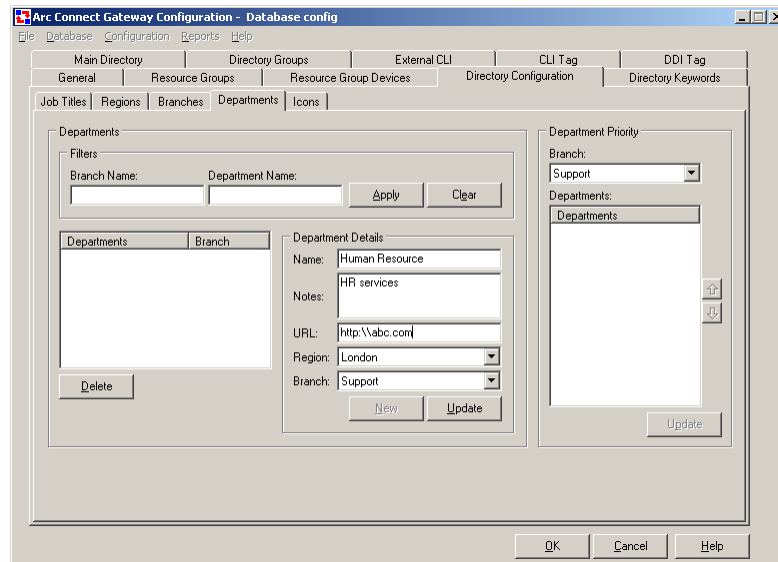 Arc Connect Gateway Configuration - Database config
File Database Configuration Reports Help
Main Directory Directory Groups External CLI CLI Tag DDI Tag
General Resource Groups Resource Group Devices Directory Configuration Directory Keywords
Job Titles Regions Branches Departments Icons
Departments
Filters
Branch Name: Department Name:
Apply Clear
Departments Branch
Delete
Department Details
Name: Human Resource
Notes: HR services
URL: http:\\abc.com
Region: London
Branch: Support
New Update
Department Priority
Branch:
Support
Departments:
Departments
Update
OK Cancel Help